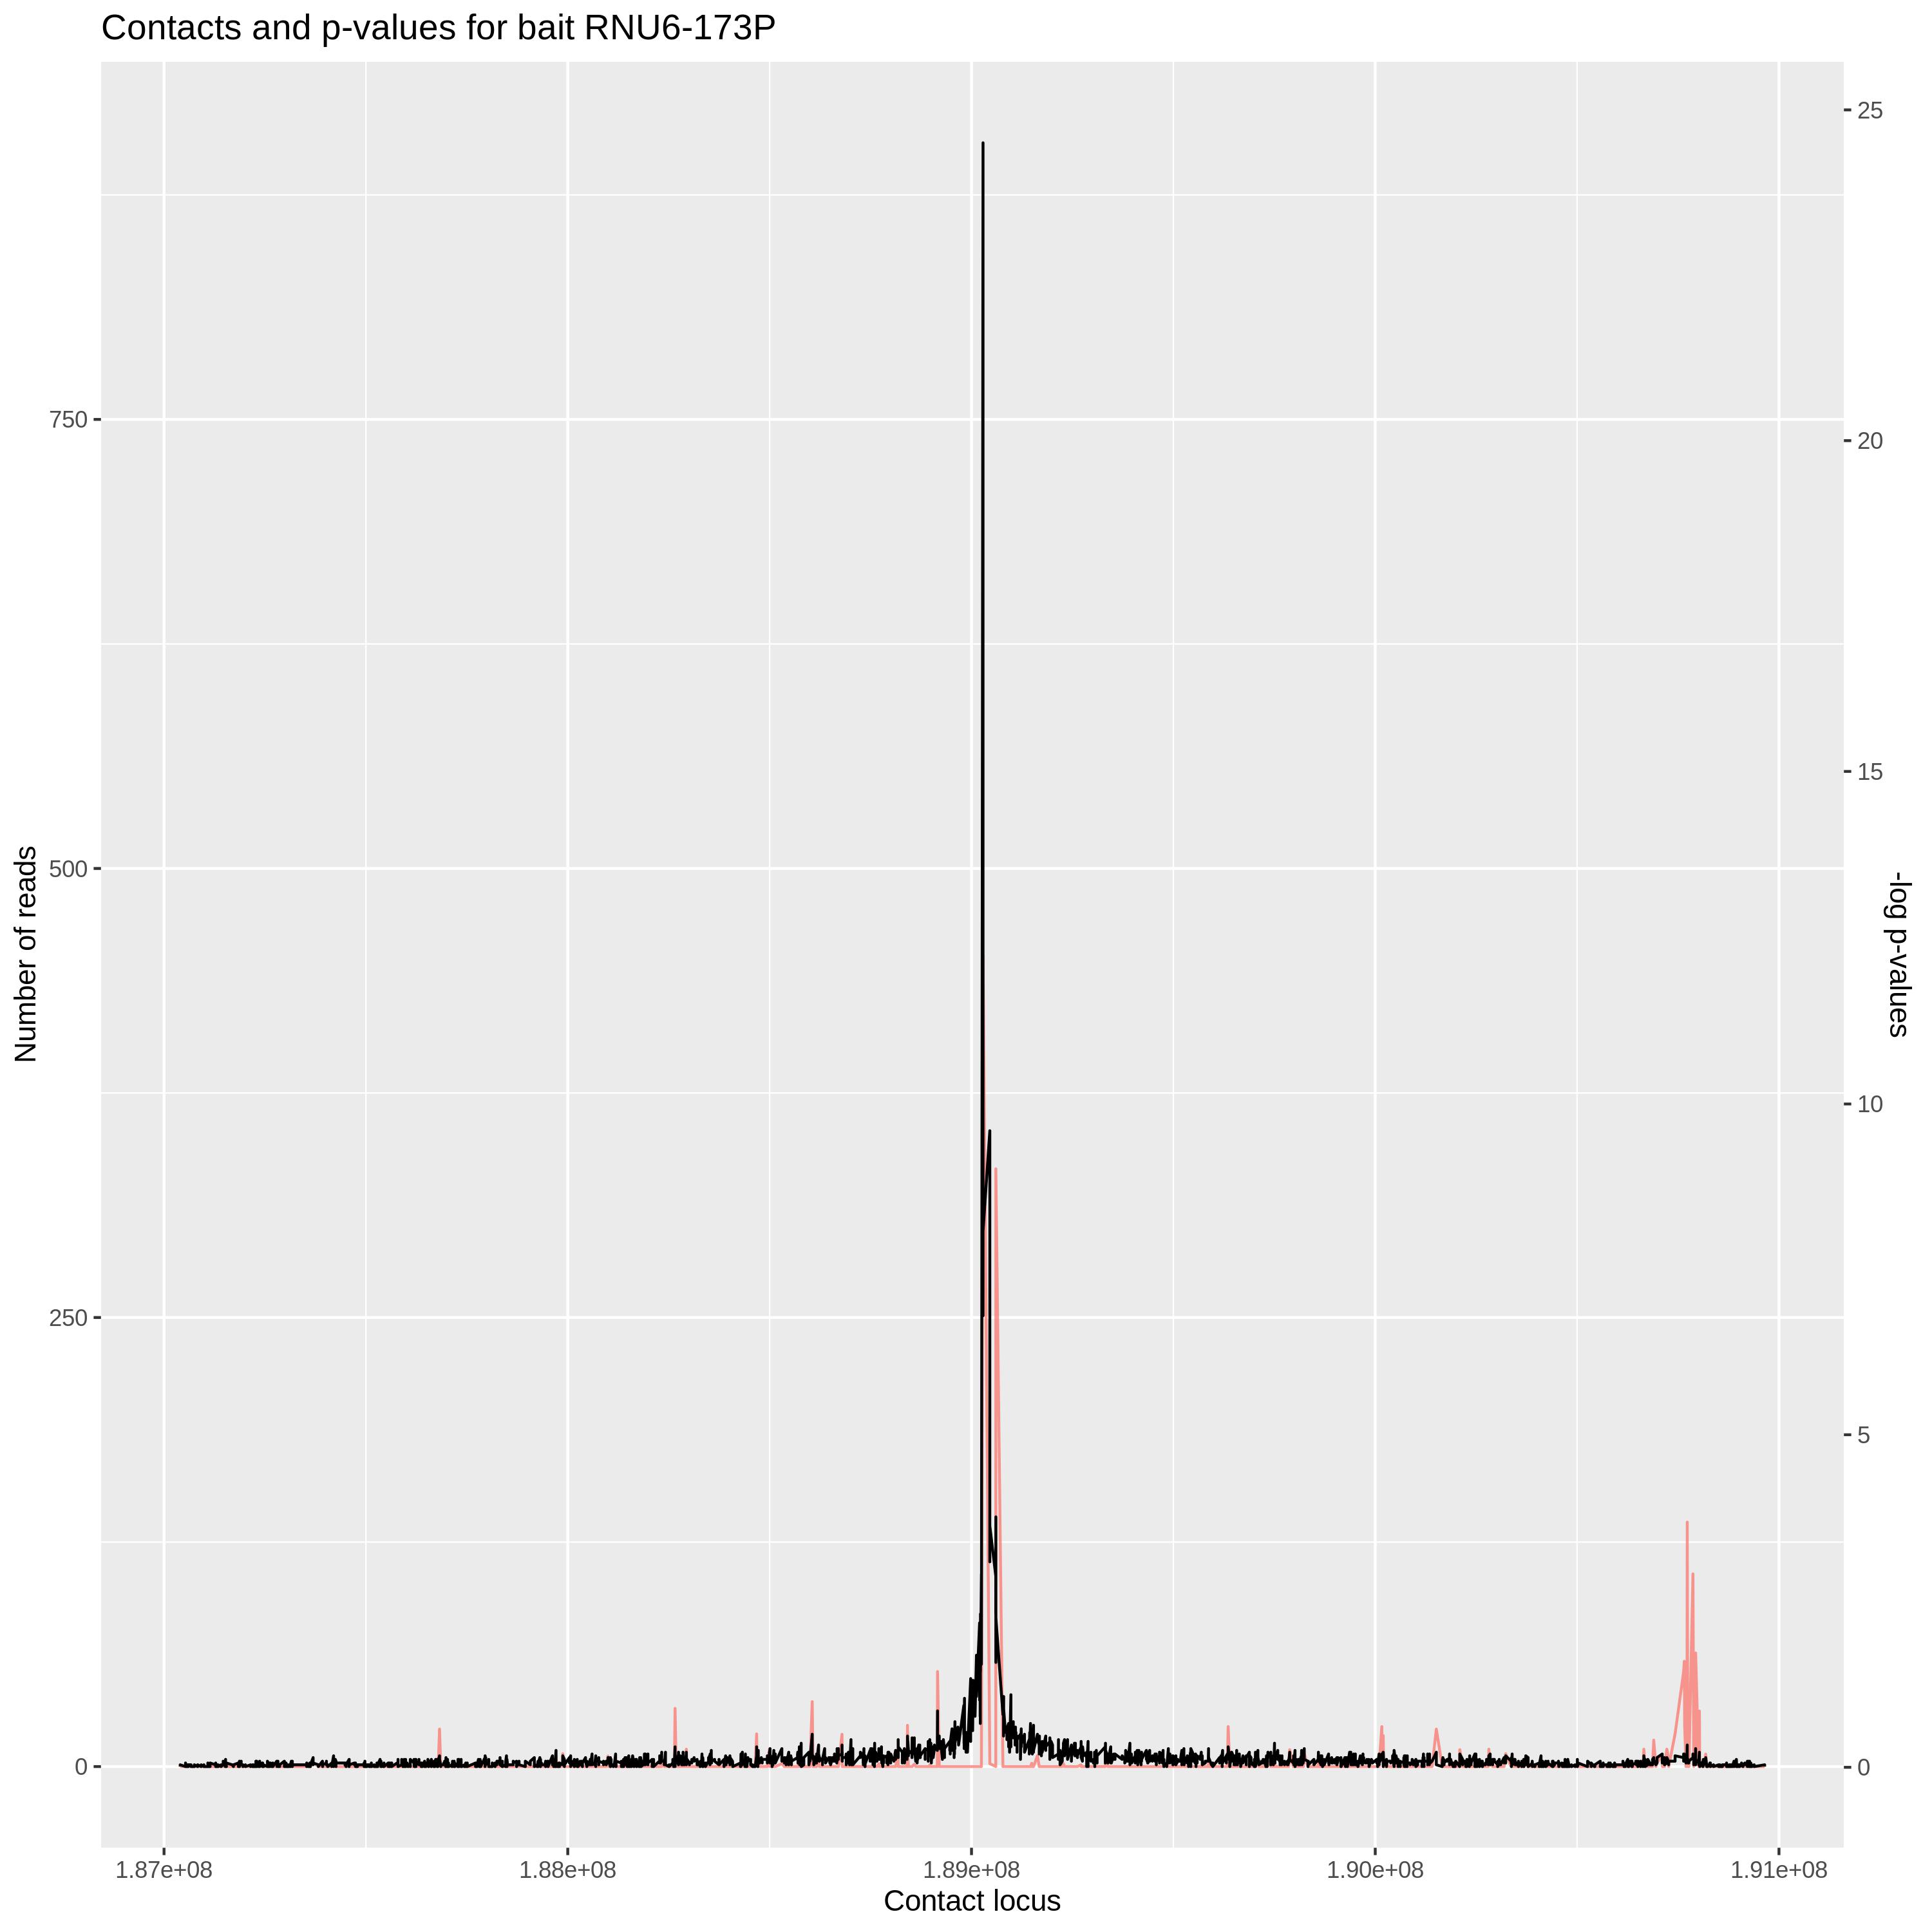 Contacts and p-values for bait RNU6-173P
25
750
20
15
500
Number of reads
-log p-values
10
250
5
0
0
1.87e+08 1.88e+08 1.89e+08 1.90e+08 1.91e+08
Contact locus